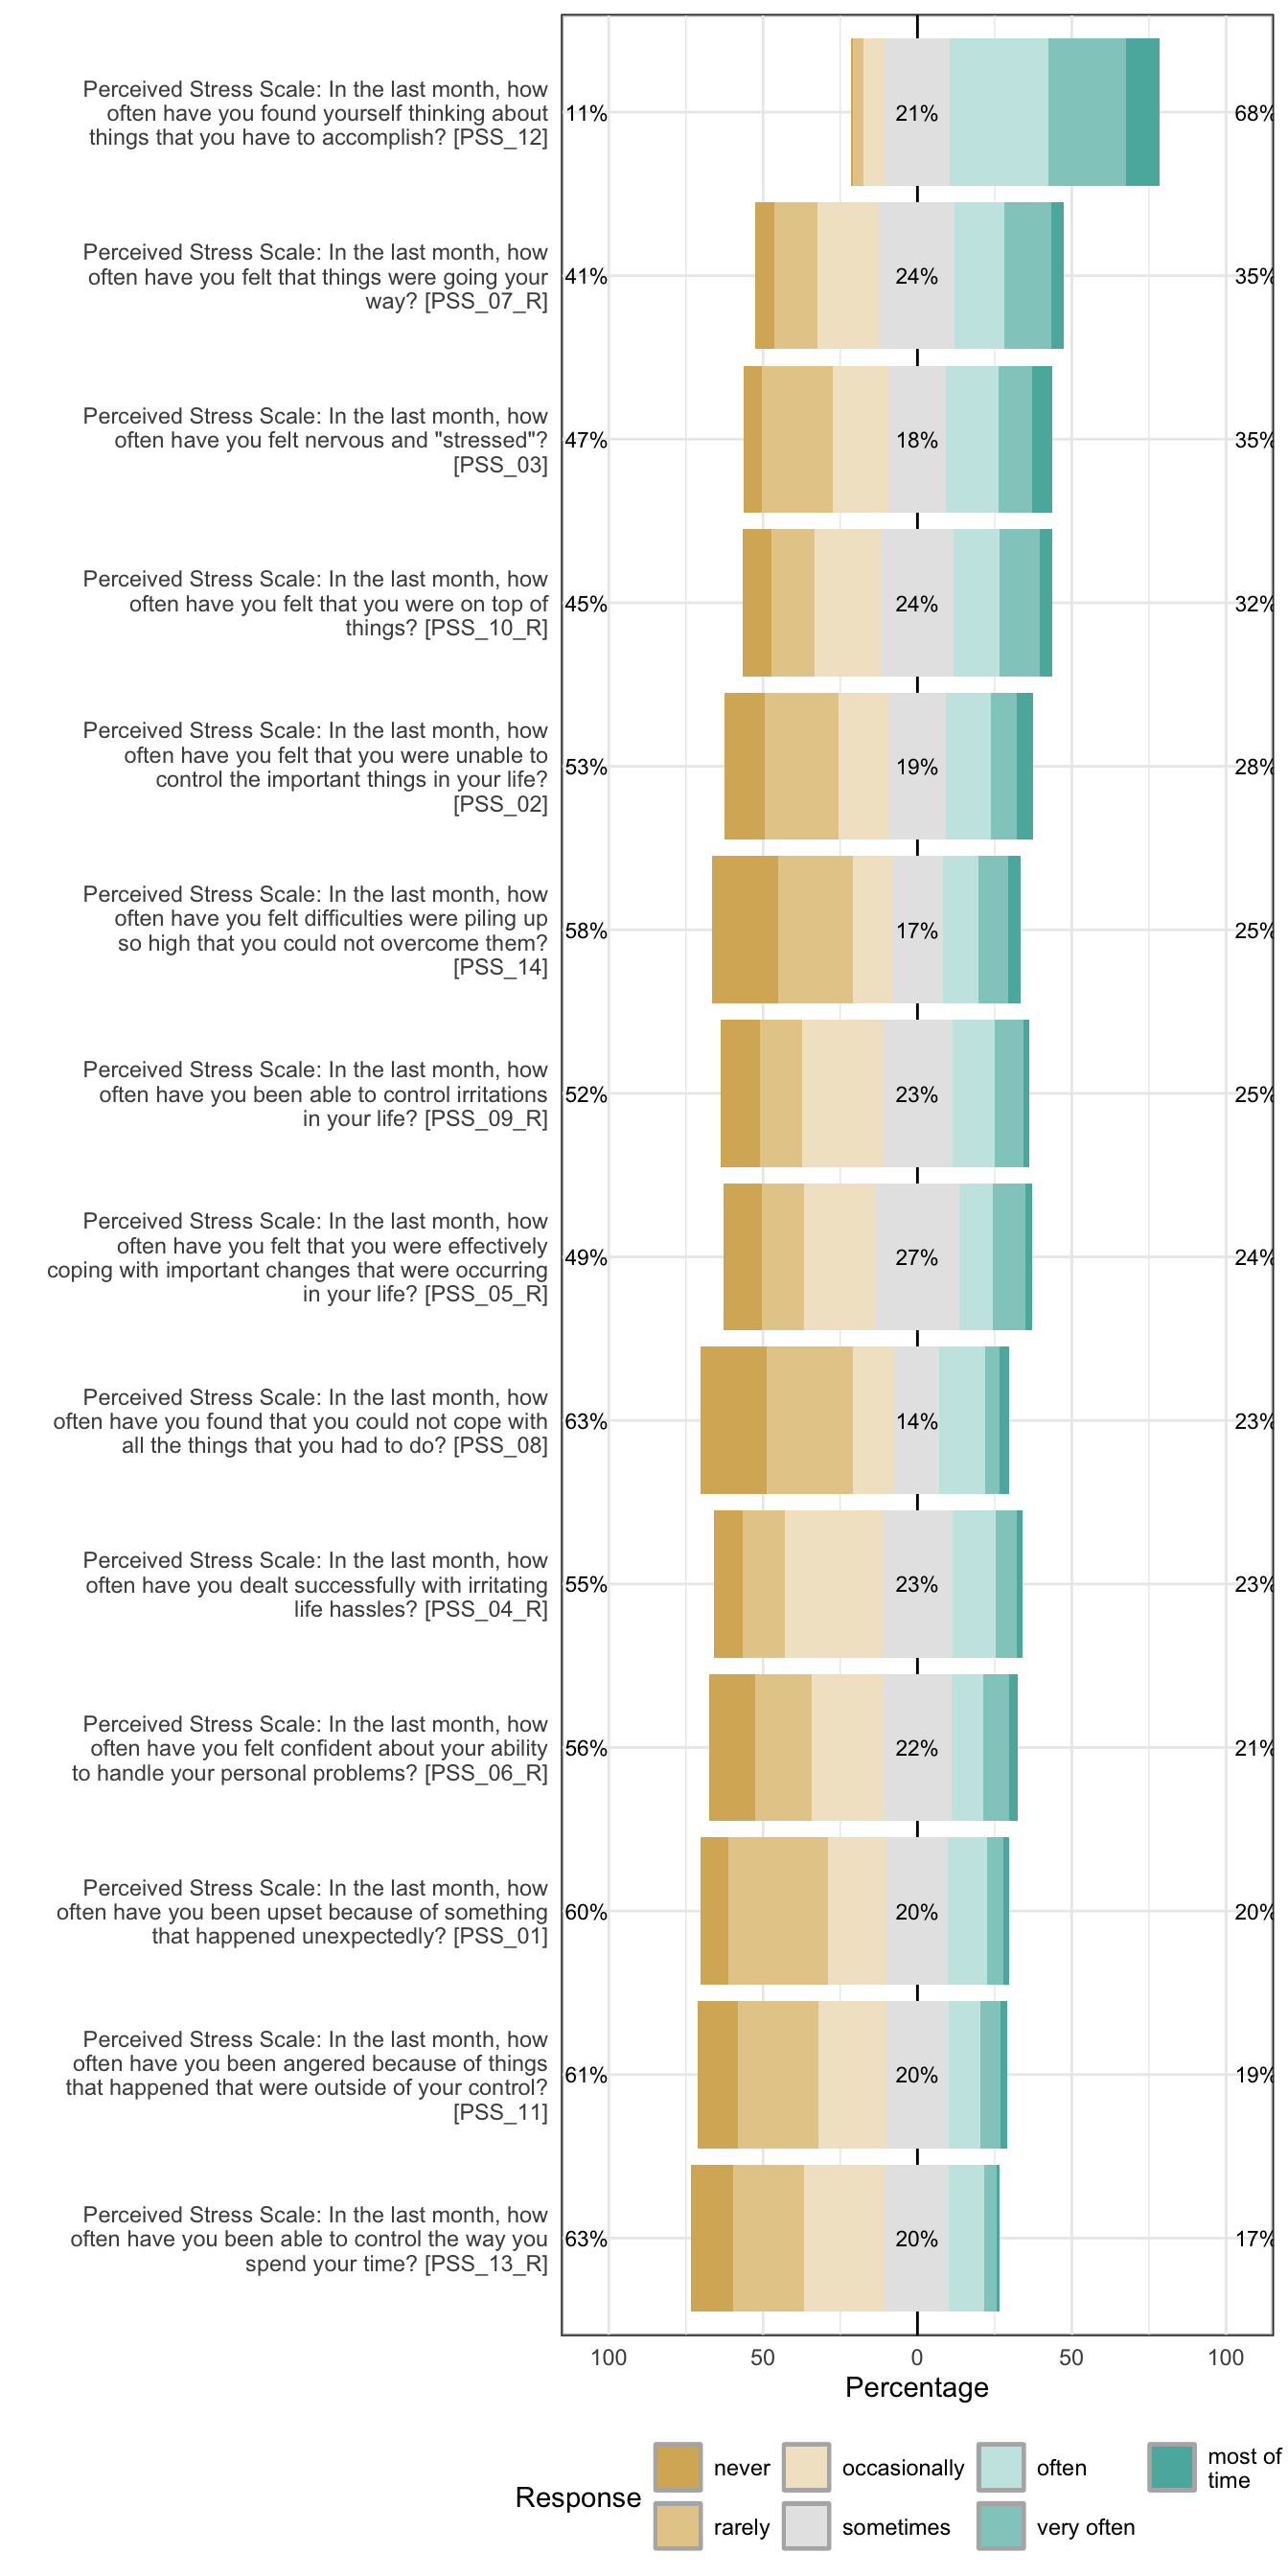 Perceived Stress Scale: In the last month, how
often have you found yourself thinking about
things that you have to accomplish? [PSS_12]
11%
21%
68%
Perceived Stress Scale: In the last month, how
often have you felt that things were going your
way? [PSS_07_R]
41%
24%
35%
Perceived Stress Scale: In the last month, how
often have you felt nervous and "stressed"?
[PSS_03]
47%
18%
35%
Perceived Stress Scale: In the last month, how
often have you felt that you were on top of
things? [PSS_10_R]
45%
24%
32%
Perceived Stress Scale: In the last month, how
often have you felt that you were unable to
control the important things in your life?
[PSS_02]
53%
19%
28%
Perceived Stress Scale: In the last month, how
often have you felt difficulties were piling up
so high that you could not overcome them?
[PSS_14]
58%
17%
25%
Perceived Stress Scale: In the last month, how
often have you been able to control irritations
in your life? [PSS_09_R]
52%
23%
25%
Perceived Stress Scale: In the last month, how
often have you felt that you were effectively
coping with important changes that were occurring
in your life? [PSS_05_R]
49%
27%
24%
Perceived Stress Scale: In the last month, how
often have you found that you could not cope with
all the things that you had to do? [PSS_08]
63%
14%
23%
Perceived Stress Scale: In the last month, how
often have you dealt successfully with irritating
life hassles? [PSS_04_R]
55%
23%
23%
Perceived Stress Scale: In the last month, how
often have you felt confident about your ability
to handle your personal problems? [PSS_06_R]
56%
22%
21%
Perceived Stress Scale: In the last month, how
often have you been upset because of something
that happened unexpectedly? [PSS_01]
60%
20%
20%
Perceived Stress Scale: In the last month, how
often have you been angered because of things
that happened that were outside of your control?
[PSS_11]
61%
20%
19%
Perceived Stress Scale: In the last month, how
often have you been able to control the way you
spend your time? [PSS_13_R]
63%
20%
17%
100 50 0 50 100
Percentage
Response
never
occasionally
often
most of
time
rarely
sometimes
very often